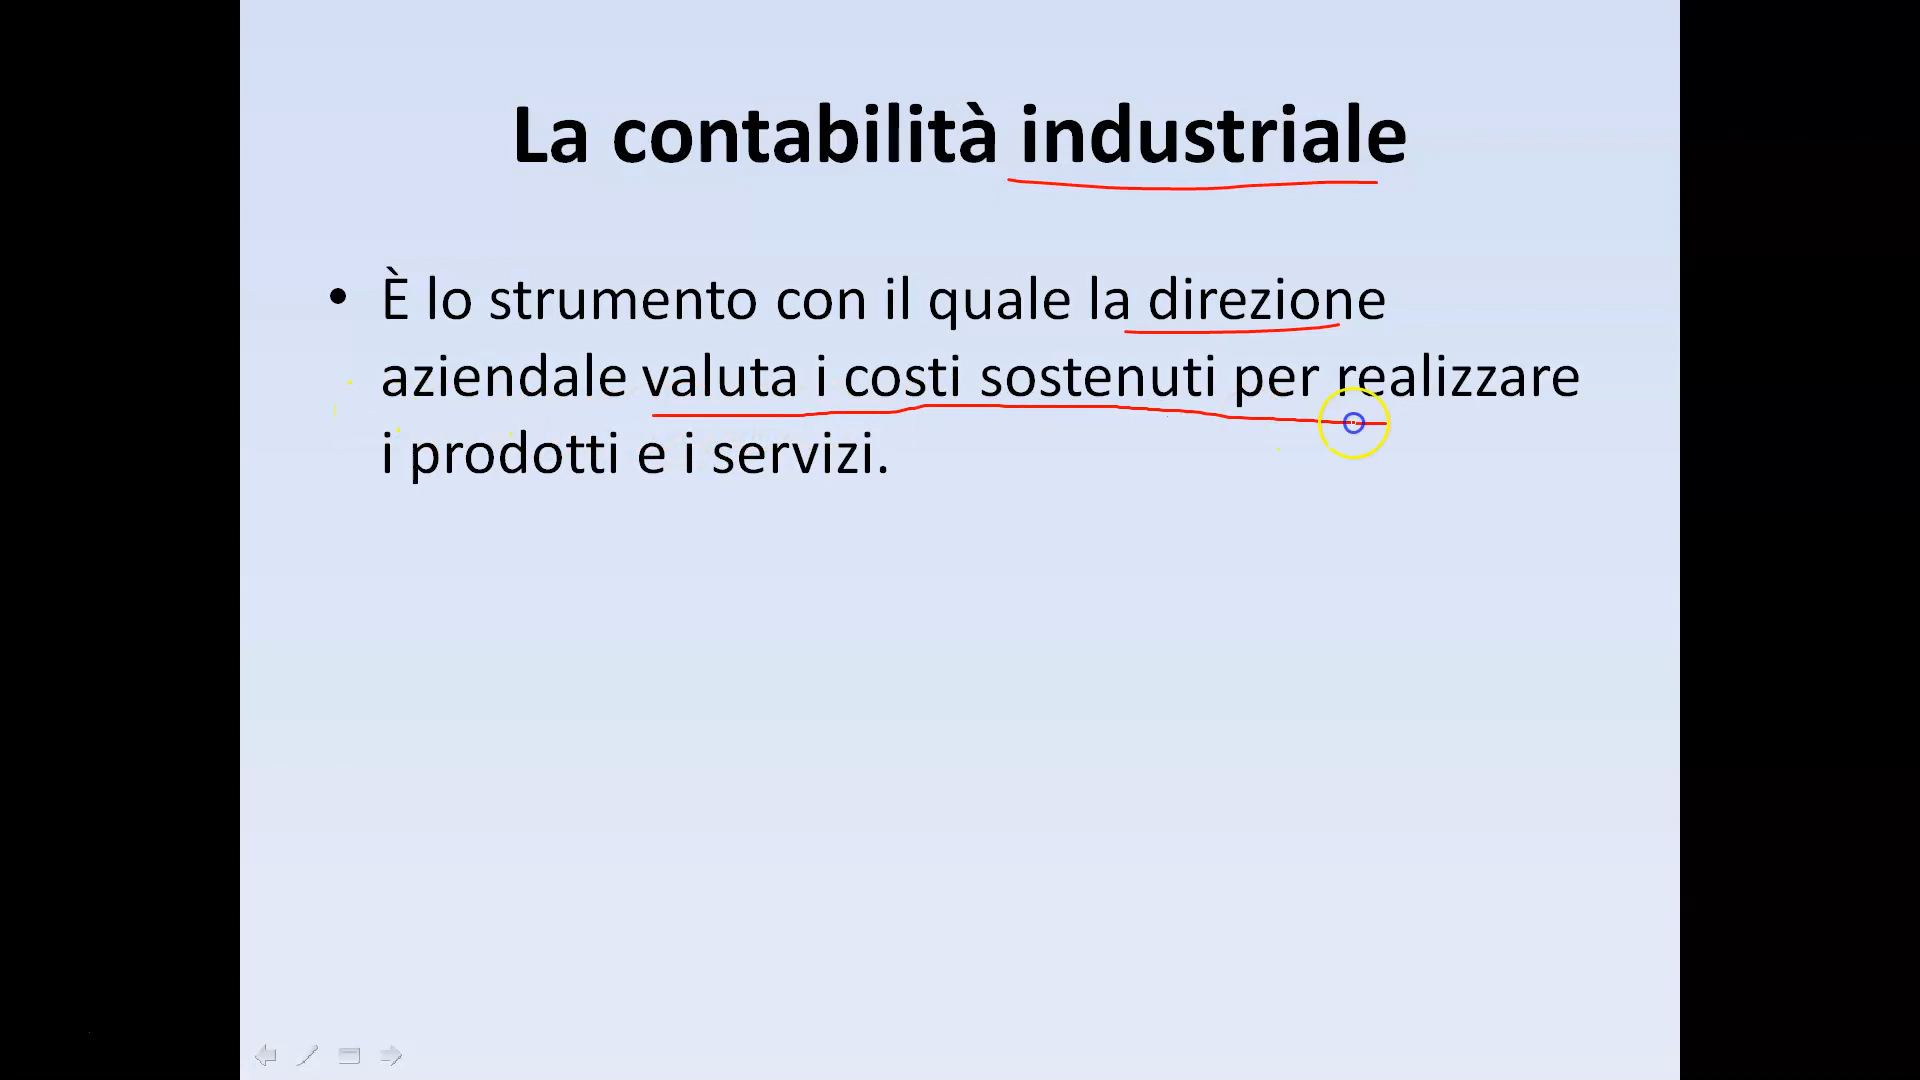 La contabilità industriale
• È lo strumento con il quale la direzione
aziendale valuta i costi sostenuti per realizzare
i prodotti e i servizi.